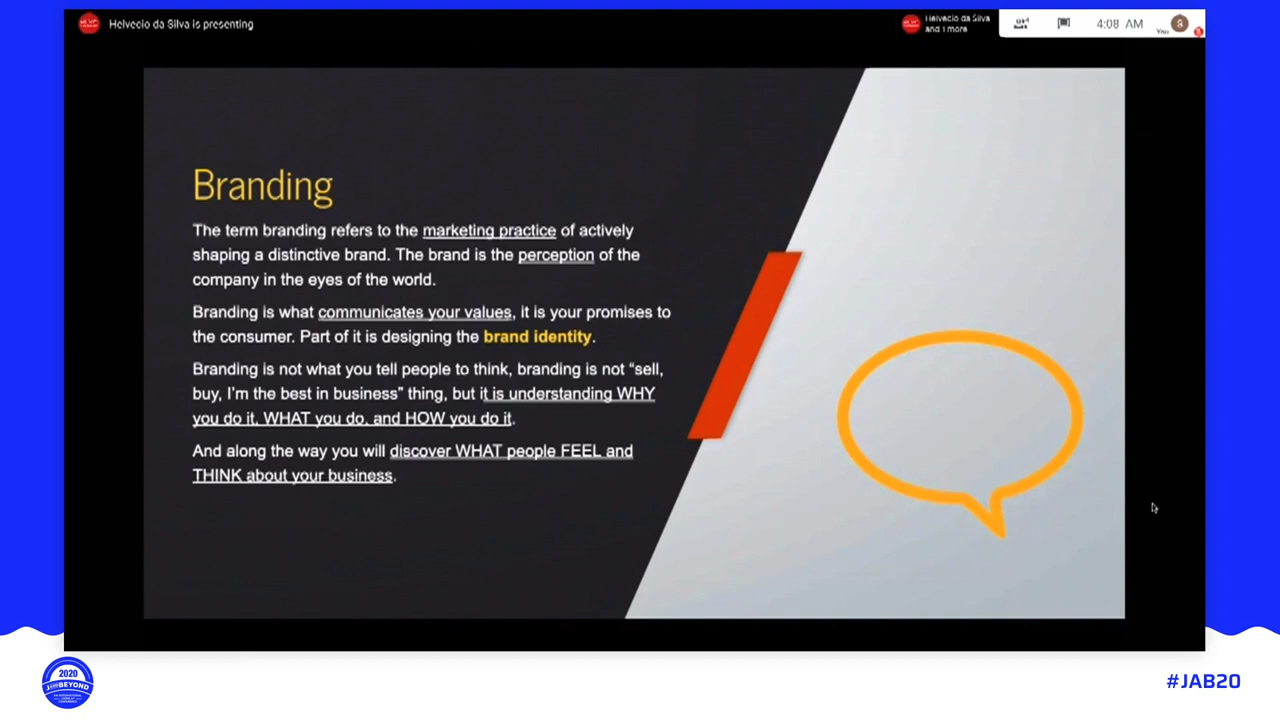 Helvecio da Silva is presenting
Helvecio da Silva
and 1 more
4:08 AM
You
S
Branding
The term branding refers to the marketing practice of actively
shaping a distinctive brand. The brand is the perception of the
company in the eyes of the world.
Branding is what communicates your values, it is your promises to
the consumer. Part of it is designing the brand identity.
Branding is not what you tell people to think, branding is not “sell,
buy, I’m the best in business” thing, but it is understanding WHY
you do it, WHAT you do, and HOW you do it.
And along the way you will discover WHAT people FEEL and
THINK about your business.
2020
BEYOND
#JAB20